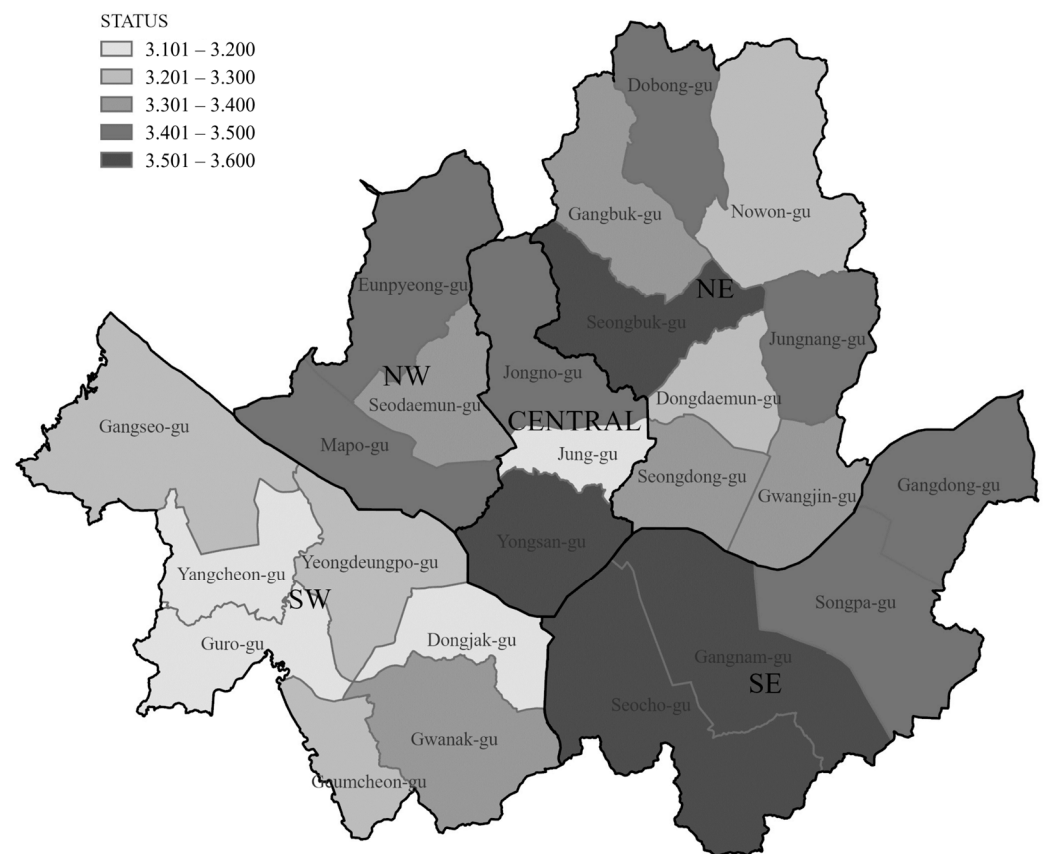 STATUS
3.101 – 3.200
3.201 – 3.300
3.301 – 3.400
3.401 – 3.500
3.501 – 3.600
Dobong-gu
Gangbuk-gu
Nowon-gu
Eunpyeong-gu
NE
Seongbuk-gu
Jungnang-gu
NW
Jongno-gu
Seodaemun-gu
Dongdaemun-gu
Gangseo-gu
CENTRAL
Mapo-gu
Jung-gu
Seongdong-gu
Gwangjin-gu
Gangdong-gu
Yongsan-gu
Yeongdeungpo-gu
Yangcheon-gu
SW
Songpa-gu
Guro-gu
Dongjak-gu
Gangnam-gu
SE
Seocho-gu
Gwanak-gu
Geumcheon-gu